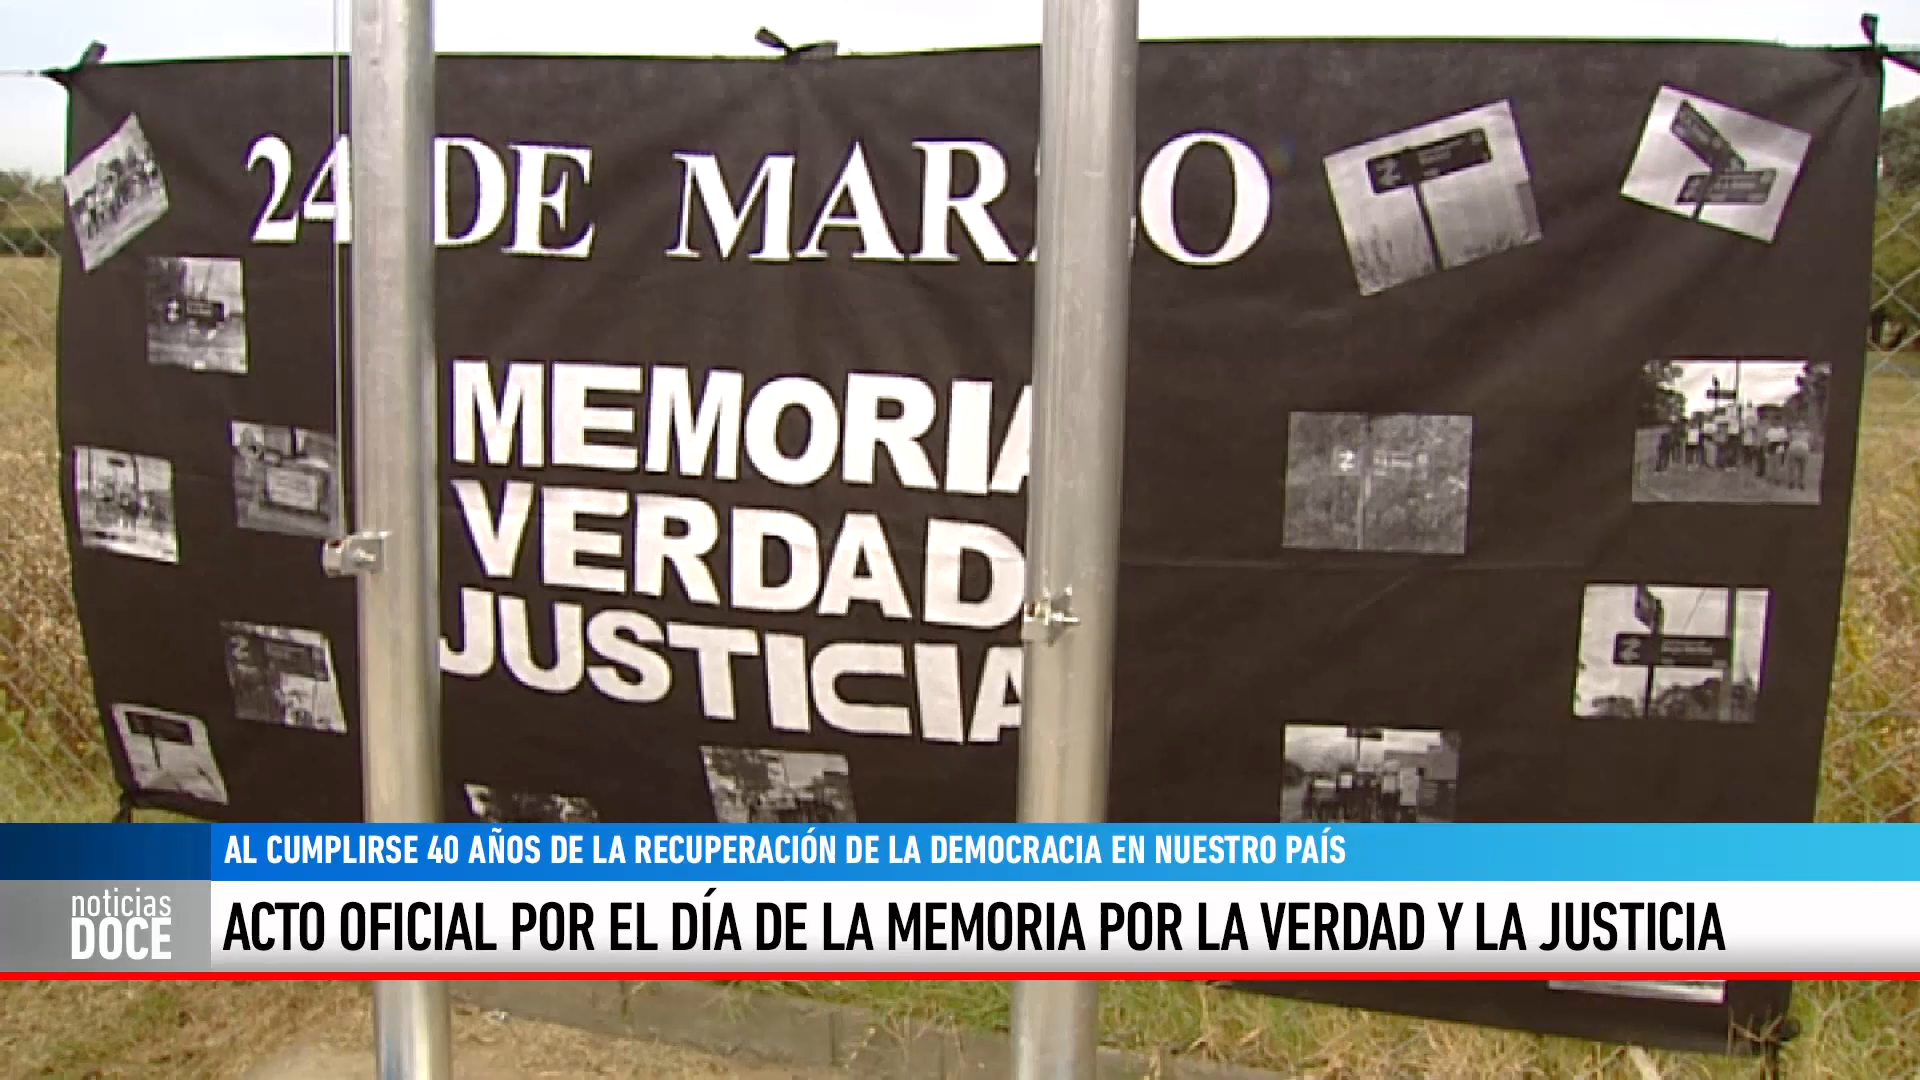 24 DE MARZO
MEMORIA
VERDAD
JUSTICIA
AL CUMPLIRSE 40 AÑOS DE LA RECUPERACIÓN DE LA DEMOCRACIA EN NUESTRO PAÍS
noticias
DOCE
ACTO OFICIAL POR EL DÍA DE LA MEMORIA POR LA VERDAD Y LA JUSTICIA